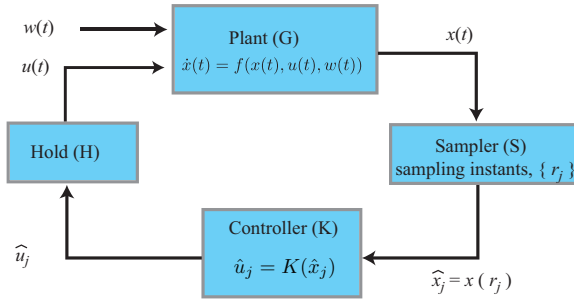 w(t)
u(t)
Plant (G)
ẋ(t) = f(x(t), u(t), w(t))
x(t)
Hold (H)
Sampler (S)
sampling instants, { r_j }
Controller (K)
û_j = K(x̂_j)
û_j
x̂_j = x ( r_j )